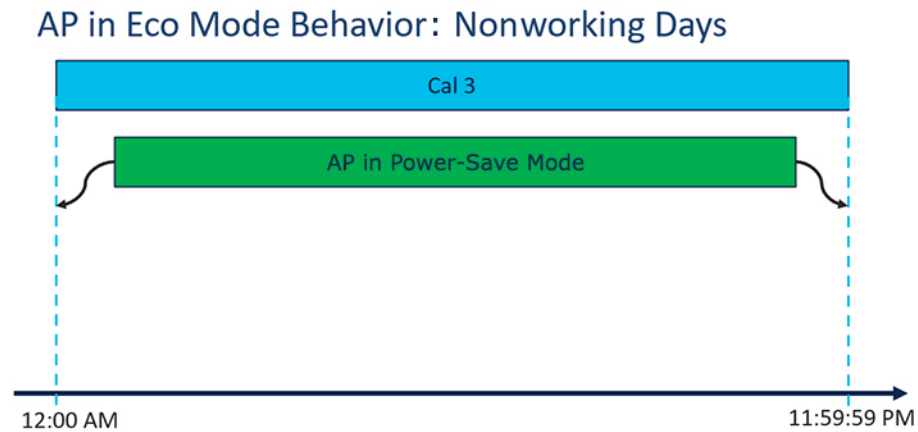 AP in Eco Mode Behavior: Nonworking Days
Cal 3
AP in Power-Save Mode
12:00 AM
11:59:59 PM